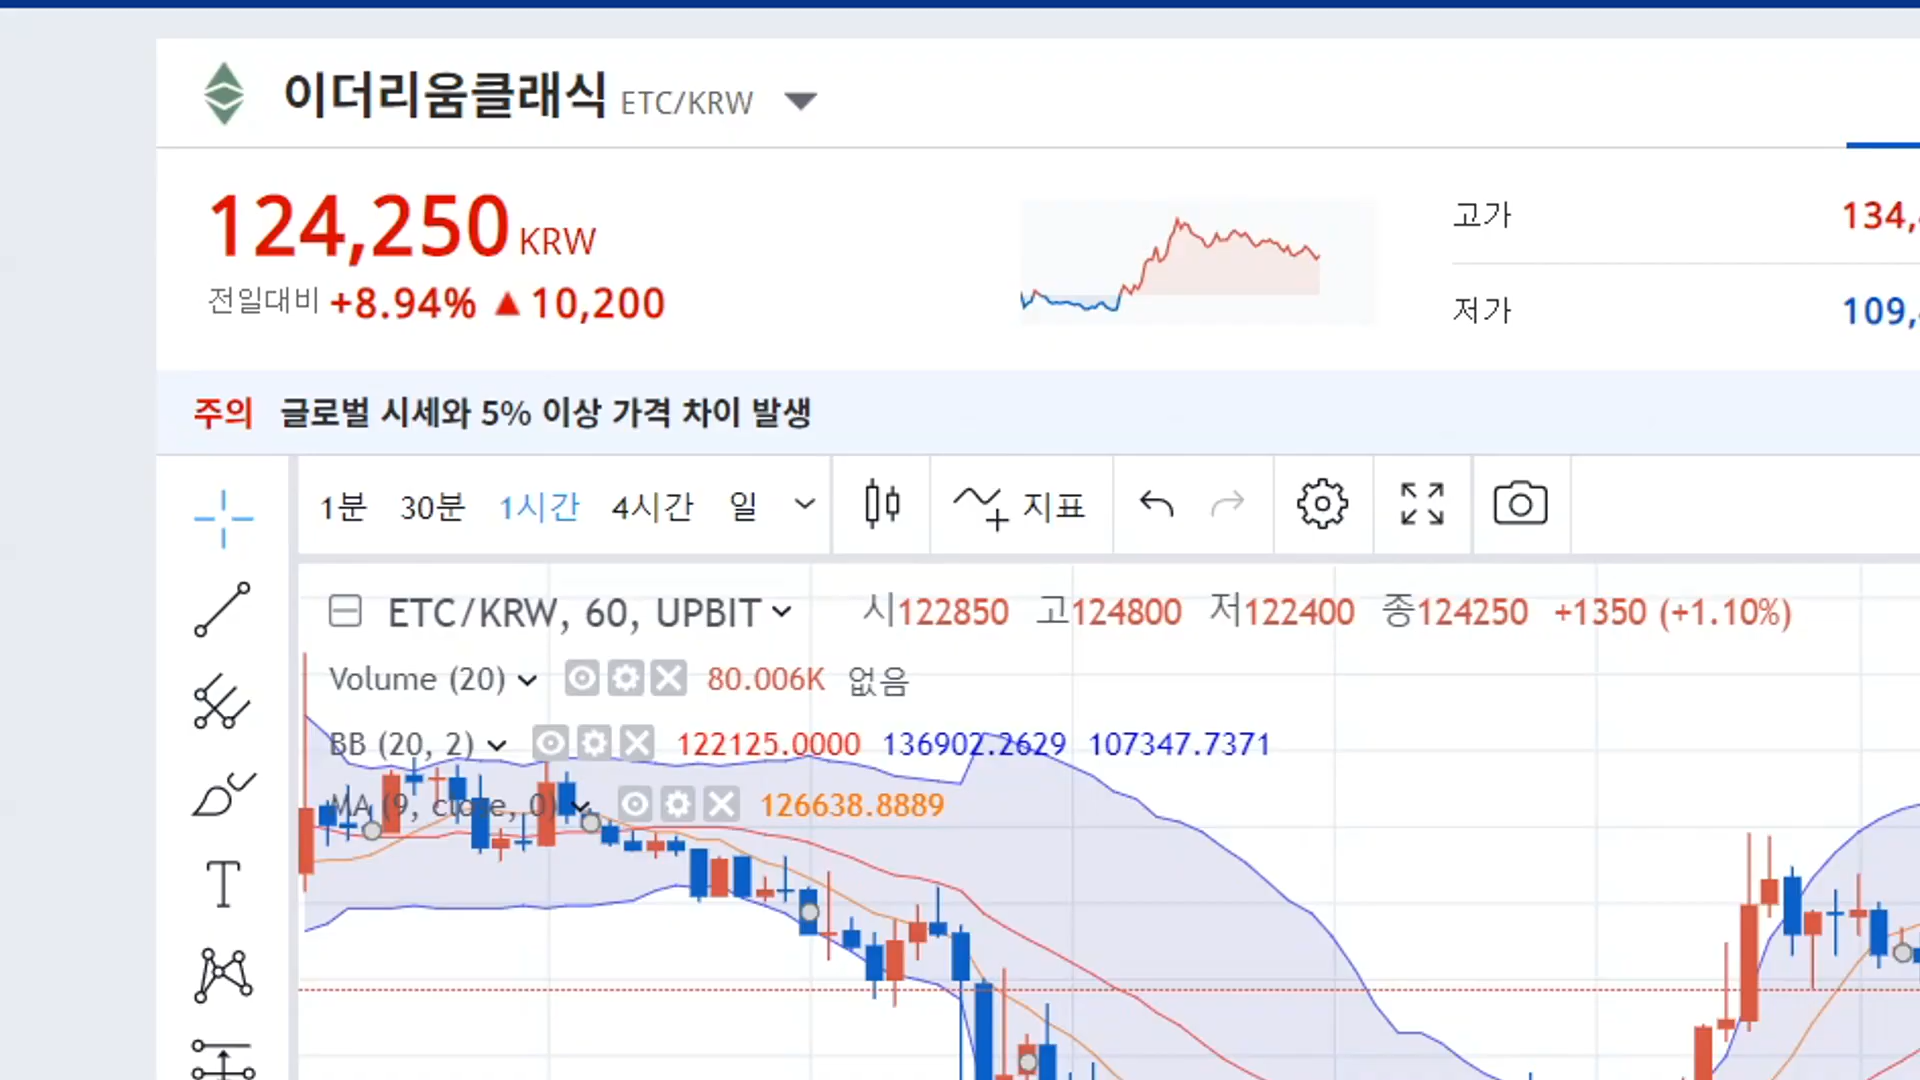 이더리움클래식 ETC/KRW
124,250 KRW
전일대비 +8.94% ▲ 10,200
고가 134,
저가 109,
주의 글로벌 시세와 5% 이상 가격 차이 발생
1분 30분 1시간 4시간 일 지표
ETC/KRW, 60, UPBIT 시122850 고124800 저122400 종124250 +1350 (+1.10%)
Volume (20) 80.006K 없음
BB (20, 2) 122125.0000 136902.2629 107347.7371
MA (9, close, 0) 126638.8889